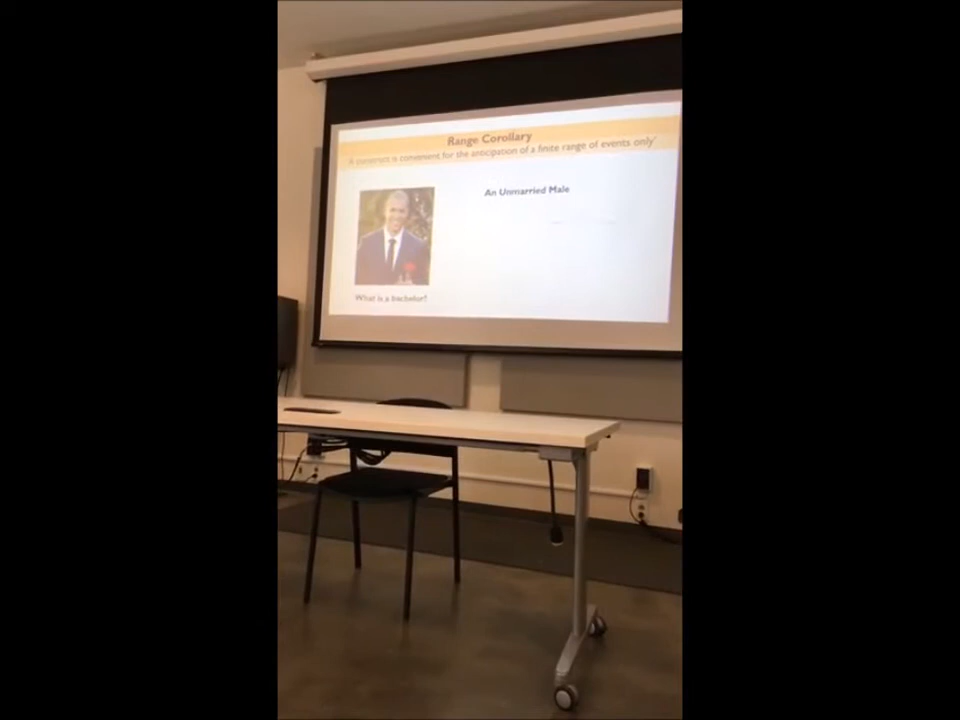 Range Corollary
'A construct is convenient for the anticipation of a finite range of events only'
An Unmarried Male
What is a bachelor?